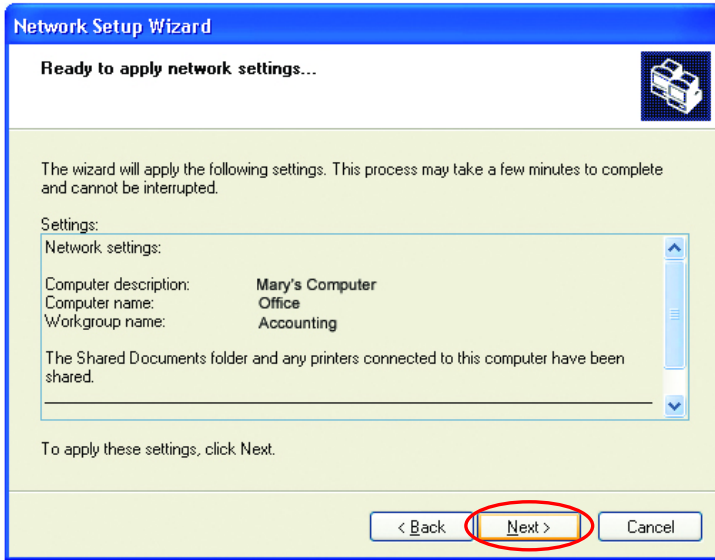 Network Setup Wizard
Ready to apply network settings...
The wizard will apply the following settings. This process may take a few minutes to complete
and cannot be interrupted.
Settings:
Network settings:
Computer description: Mary's Computer
Computer name: Office
Workgroup name: Accounting
The Shared Documents folder and any printers connected to this computer have been
shared.
To apply these settings, click Next.
< Back Next > Cancel